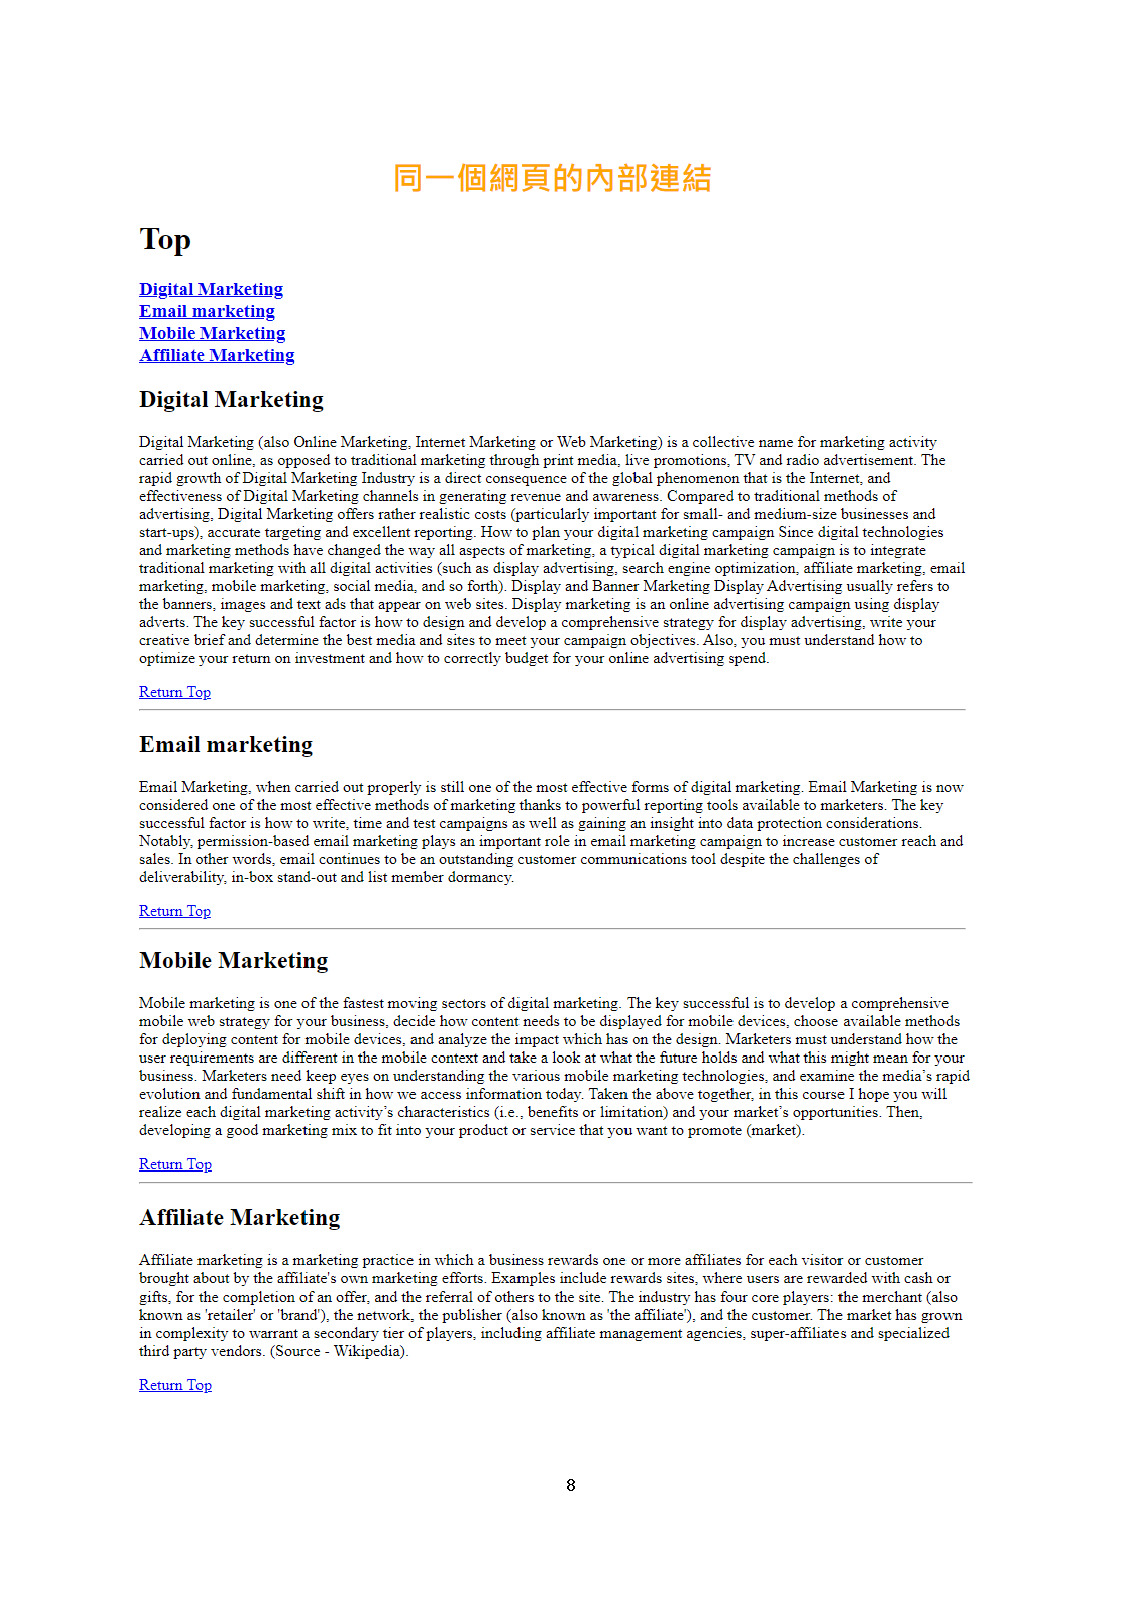 同一個網頁的內部連結
Top
Digital Marketing
Email marketing
Mobile Marketing
Affiliate Marketing
Digital Marketing
Digital Marketing (also Online Marketing, Internet Marketing or Web Marketing) is a collective name for marketing activity
carried out online, as opposed to traditional marketing through print media, live promotions, TV and radio advertisement. The
rapid growth of Digital Marketing Industry is a direct consequence of the global phenomenon that is the Internet, and
effectiveness of Digital Marketing channels in generating revenue and awareness. Compared to traditional methods of
advertising, Digital Marketing offers rather realistic costs (particularly important for small- and medium-size businesses and
start-ups), accurate targeting and excellent reporting. How to plan your digital marketing campaign Since digital technologies
and marketing methods have changed the way all aspects of marketing, a typical digital marketing campaign is to integrate
traditional marketing with all digital activities (such as display advertising, search engine optimization, affiliate marketing, email
marketing, mobile marketing, social media, and so forth). Display and Banner Marketing Display Advertising usually refers to
the banners, images and text ads that appear on web sites. Display marketing is an online advertising campaign using display
adverts. The key successful factor is how to design and develop a comprehensive strategy for display advertising, write your
creative brief and determine the best media and sites to meet your campaign objectives. Also, you must understand how to
optimize your return on investment and how to correctly budget for your online advertising spend.
Return Top
Email marketing
Email Marketing, when carried out properly is still one of the most effective forms of digital marketing. Email Marketing is now
considered one of the most effective methods of marketing thanks to powerful reporting tools available to marketers. The key
successful factor is how to write, time and test campaigns as well as gaining an insight into data protection considerations.
Notably, permission-based email marketing plays an important role in email marketing campaign to increase customer reach and
sales. In other words, email continues to be an outstanding customer communications tool despite the challenges of
deliverability, in-box stand-out and list member dormancy.
Return Top
Mobile Marketing
Mobile marketing is one of the fastest moving sectors of digital marketing. The key successful is to develop a comprehensive
mobile web strategy for your business, decide how content needs to be displayed for mobile devices, choose available methods
for deploying content for mobile devices, and analyze the impact which has on the design. Marketers must understand how the
user requirements are different in the mobile context and take a look at what the future holds and what this might mean for your
business. Marketers need keep eyes on understanding the various mobile marketing technologies, and examine the media’s rapid
evolution and fundamental shift in how we access information today. Taken the above together, in this course I hope you will
realize each digital marketing activity’s characteristics (i.e., benefits or limitation) and your market’s opportunities. Then,
developing a good marketing mix to fit into your product or service that you want to promote (market).
Return Top
Affiliate Marketing
Affiliate marketing is a marketing practice in which a business rewards one or more affiliates for each visitor or customer
brought about by the affiliate's own marketing efforts. Examples include rewards sites, where users are rewarded with cash or
gifts, for the completion of an offer, and the referral of others to the site. The industry has four core players: the merchant (also
known as 'retailer' or 'brand'), the network, the publisher (also known as 'the affiliate'), and the customer. The market has grown
in complexity to warrant a secondary tier of players, including affiliate management agencies, super-affiliates and specialized
third party vendors. (Source - Wikipedia).
Return Top
8